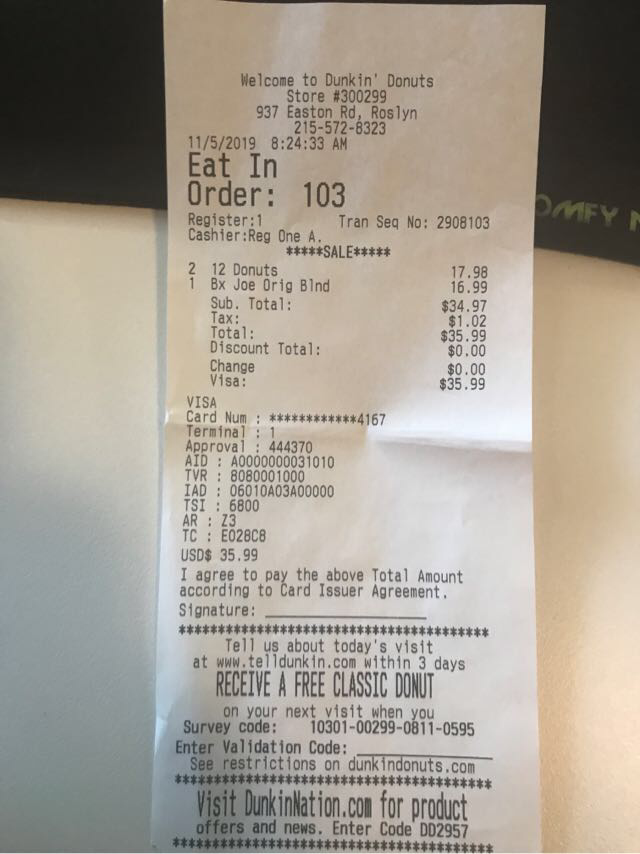 Welcome to Dunkin' Donuts
Store #300299
937 Easton Rd, Roslyn
215-572-8323
11/5/2019 8:24:33 AM
Eat In
Order: 103
Register:1 Tran Seq No: 2908103
Cashier:Reg One A.
*****SALE*****
2 12 Donuts 17.98
1 Bx Joe Orig Blnd 16.99
Sub. Total: $34.97
Tax: $1.02
Total: $35.99
Discount Total: $0.00
Change $0.00
Visa: $35.99
VISA
Card Num : ************4167
Terminal : 1
Approval : 444370
AID : A0000000031010
TVR : 8080001000
IAD : 06010A03A00000
TSI : 6800
AR : Z3
TC : E028C8
USD$ 35.99
I agree to pay the above Total Amount
according to Card Issuer Agreement.
Signature: ____________________
***************************************
Tell us about today's visit
at www.telldunkin.com within 3 days
RECEIVE A FREE CLASSIC DONUT
on your next visit when you
Survey code: 10301-00299-0811-0595
Enter Validation Code: ________________
See restrictions on dunkindonuts.com
***************************************
Visit DunkinNation.com for product
offers and news. Enter Code DD2957
***************************************
OMFY